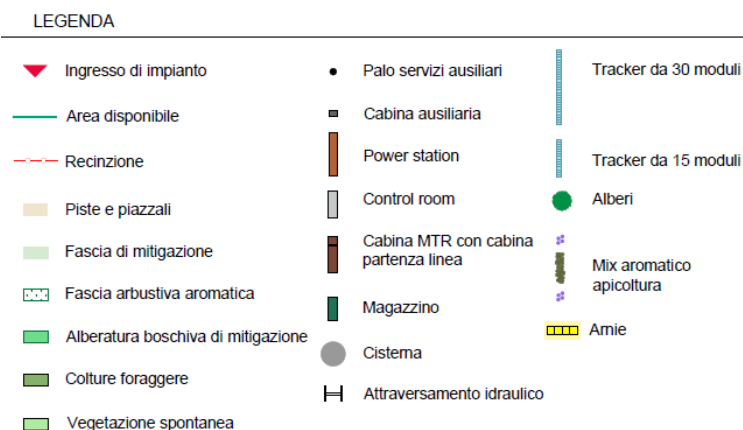 LEGENDA
Ingresso di impianto
Area disponibile
Recinzione
Piste e piazzali
Fascia di mitigazione
Fascia arbustiva aromatica
Alberatura boschiva di mitigazione
Colture foraggere
Vegetazione spontanea
Palo servizi ausiliari
Cabina ausiliaria
Power station
Control room
Cabina MTR con cabina
partenza linea
Magazzino
Cisterna
Attraversamento idraulico
Tracker da 30 moduli
Tracker da 15 moduli
Alberi
Mix aromatico
apicoltura
Arnie